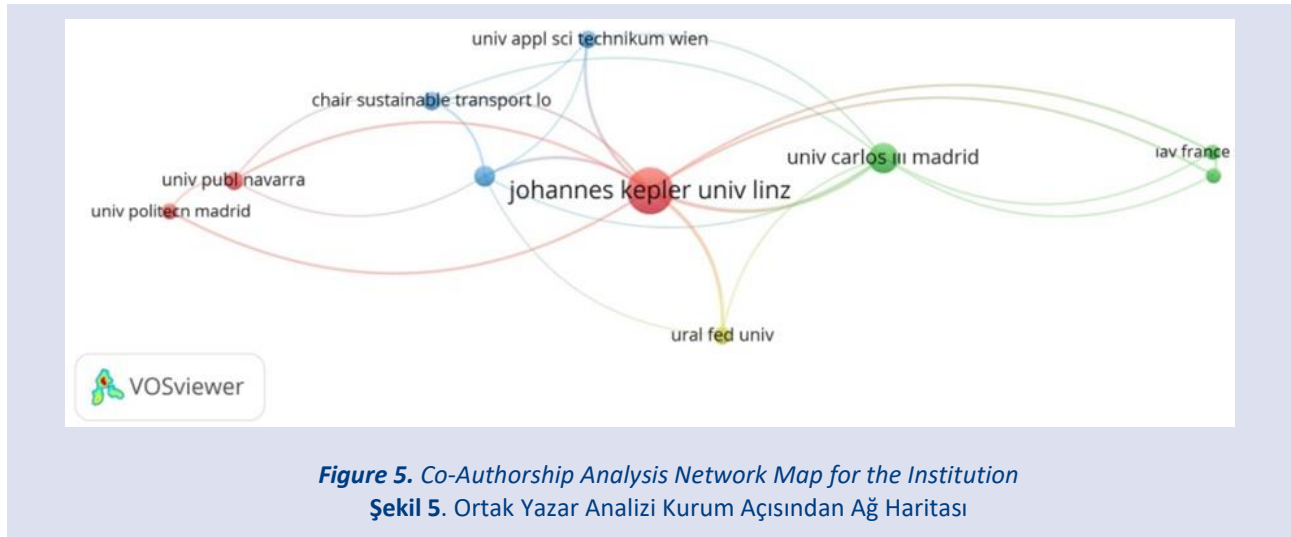 univ appl sci technikum wien
chair sustainable transport lo
univ carlos III madrid
iav france
univ publ navarra
johannes kepler univ linz
univ politecn madrid
ural fed univ
VOSviewer
Figure 5. Co-Authorship Analysis Network Map for the Institution
Şekil 5. Ortak Yazar Analizi Kurum Açısından Ağ Haritası